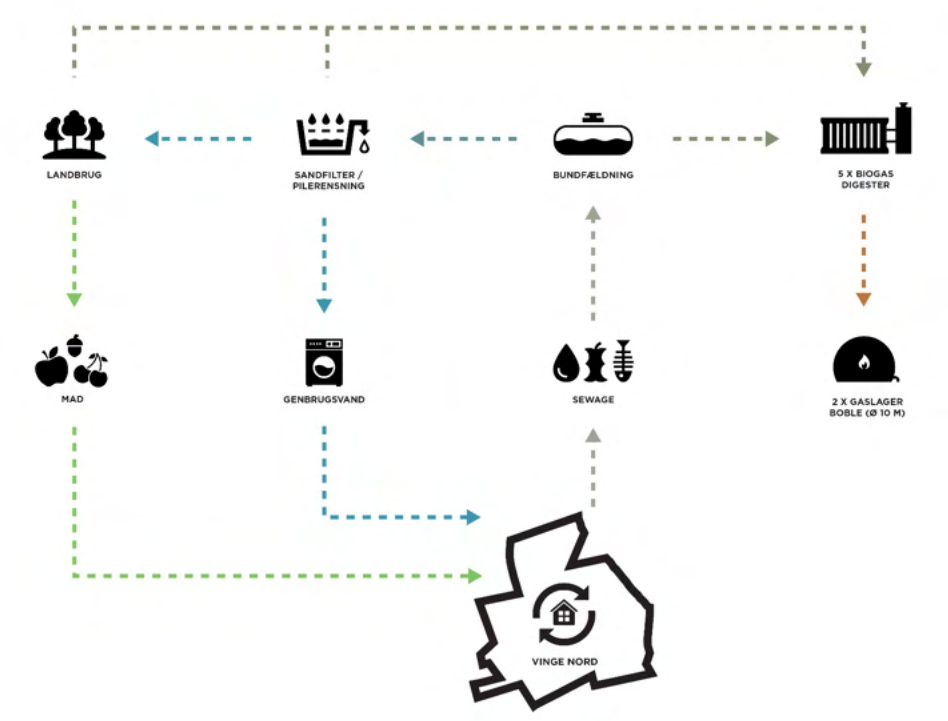 LANDBRUG
SANDFILTER /
PILERENSNING
BUNDFÆLDNING
5 X BIOGAS
DIGESTER
MAD
GENBRUGSVAND
SEWAGE
2 X GASLAGER
BOBLE (Ø 10 M)
VINGE NORD